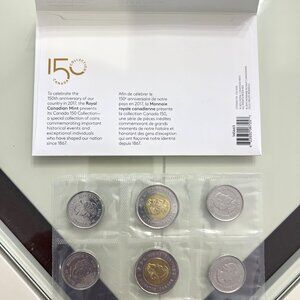 150
To celebrate the
150th anniversary of our
country in 2017, the Royal
Canadian Mint presents
its Canada 150 Collection—
a special collection of coins
commemorating important
historical events and
exceptional individuals
who have shaped our nation
since 1867.
Afin de célébrer le
150e anniversaire de notre
pays en 2017, la Monnaie
royale canadienne présente
la collection Canada 150,
une série de pièces inédites
commémorant de grands
moments de notre histoire et
honorant des gens d'exception
qui ont façonné notre identité
depuis 1867.